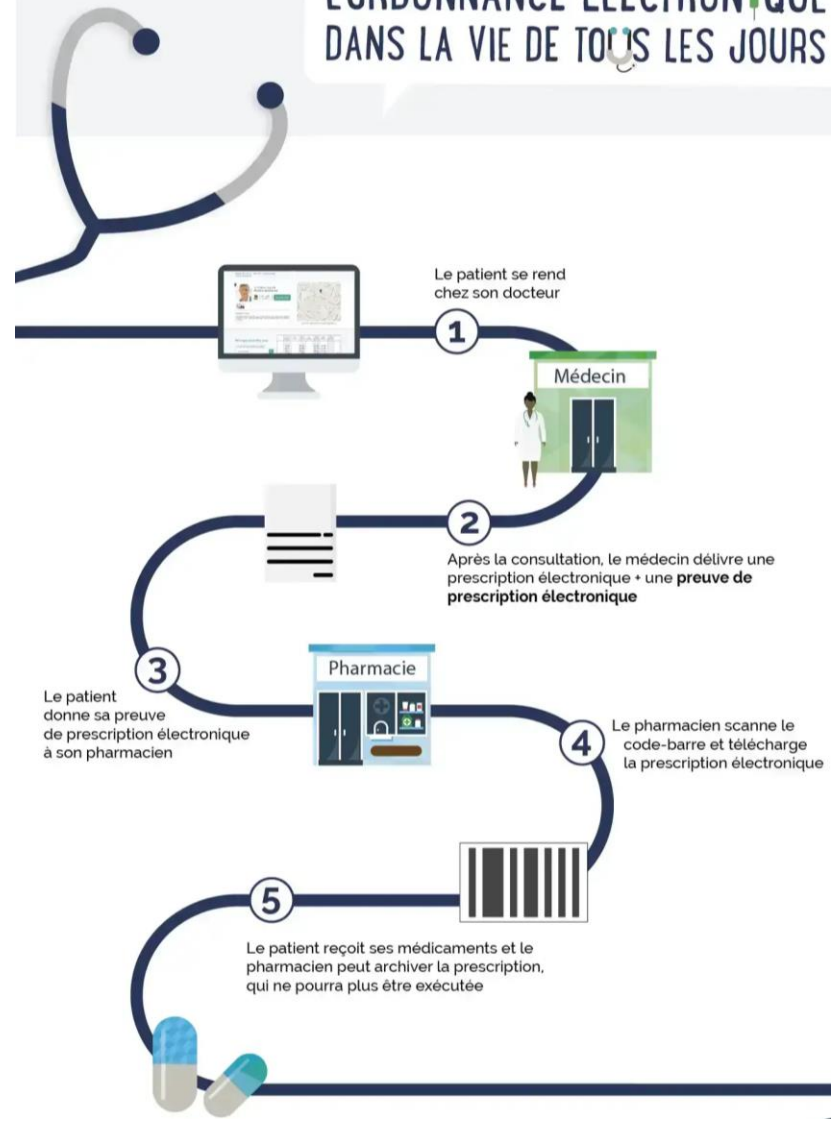 L'ORDONNANCE ÉLECTRONIQUE
DANS LA VIE DE TOUS LES JOURS
Le patient se rend
chez son docteur
1
Médecin
2
Après la consultation, le médecin délivre une
prescription électronique + une preuve de
prescription électronique
3
Pharmacie
Le patient
donne sa preuve
de prescription électronique
à son pharmacien
4
Le pharmacien scanne le
code-barre et télécharge
la prescription électronique
5
Le patient reçoit ses médicaments et le
pharmacien peut archiver la prescription,
qui ne pourra plus être exécutée